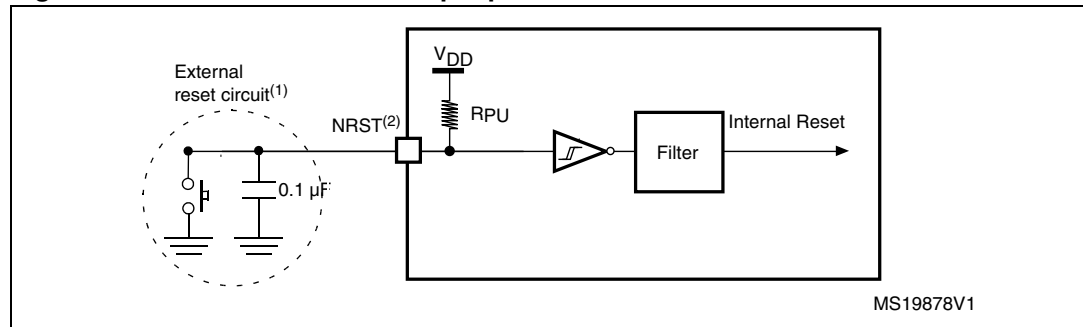 VDD
External
reset circuit(1)
RPU
NRST(2)
Internal Reset
Filter
0.1 μF
MS19878V1